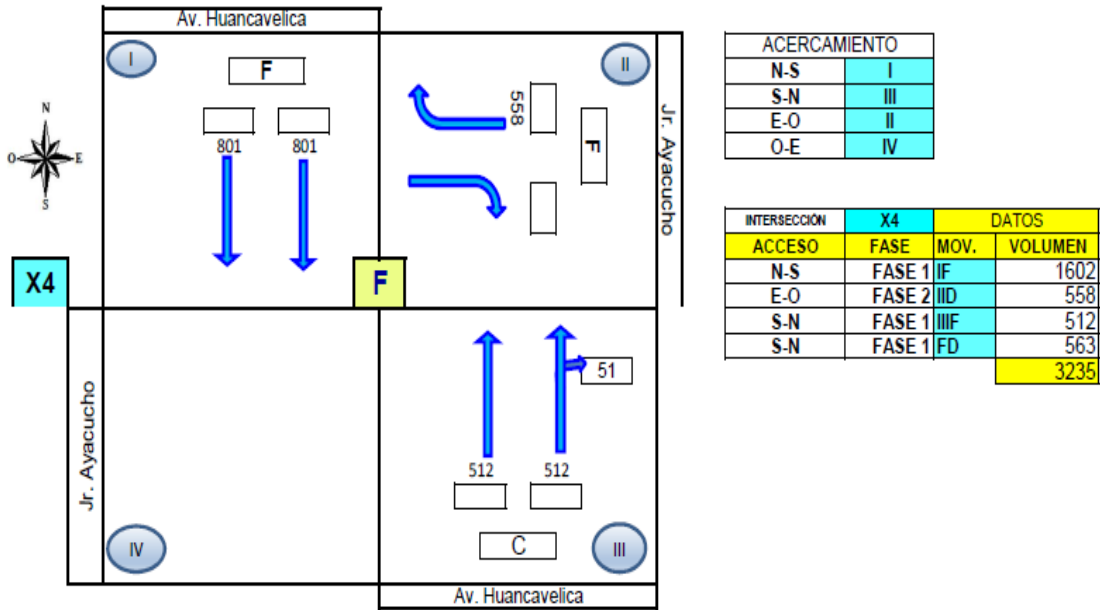 Av. Huancavelica
I
F
II
801 801
558
F
Jr. Ayacucho
N
O E
S
X4
F
51
Jr. Ayacucho
512 512
C
IV
III
Av. Huancavelica
ACERCAMIENTO
N-S I
S-N III
E-O II
O-E IV
INTERSECCIÓN X4 DATOS
ACCESO FASE MOV. VOLUMEN
N-S FASE 1 IF 1602
E-O FASE 2 IID 558
S-N FASE 1 IIIF 512
S-N FASE 1 FD 563
3235